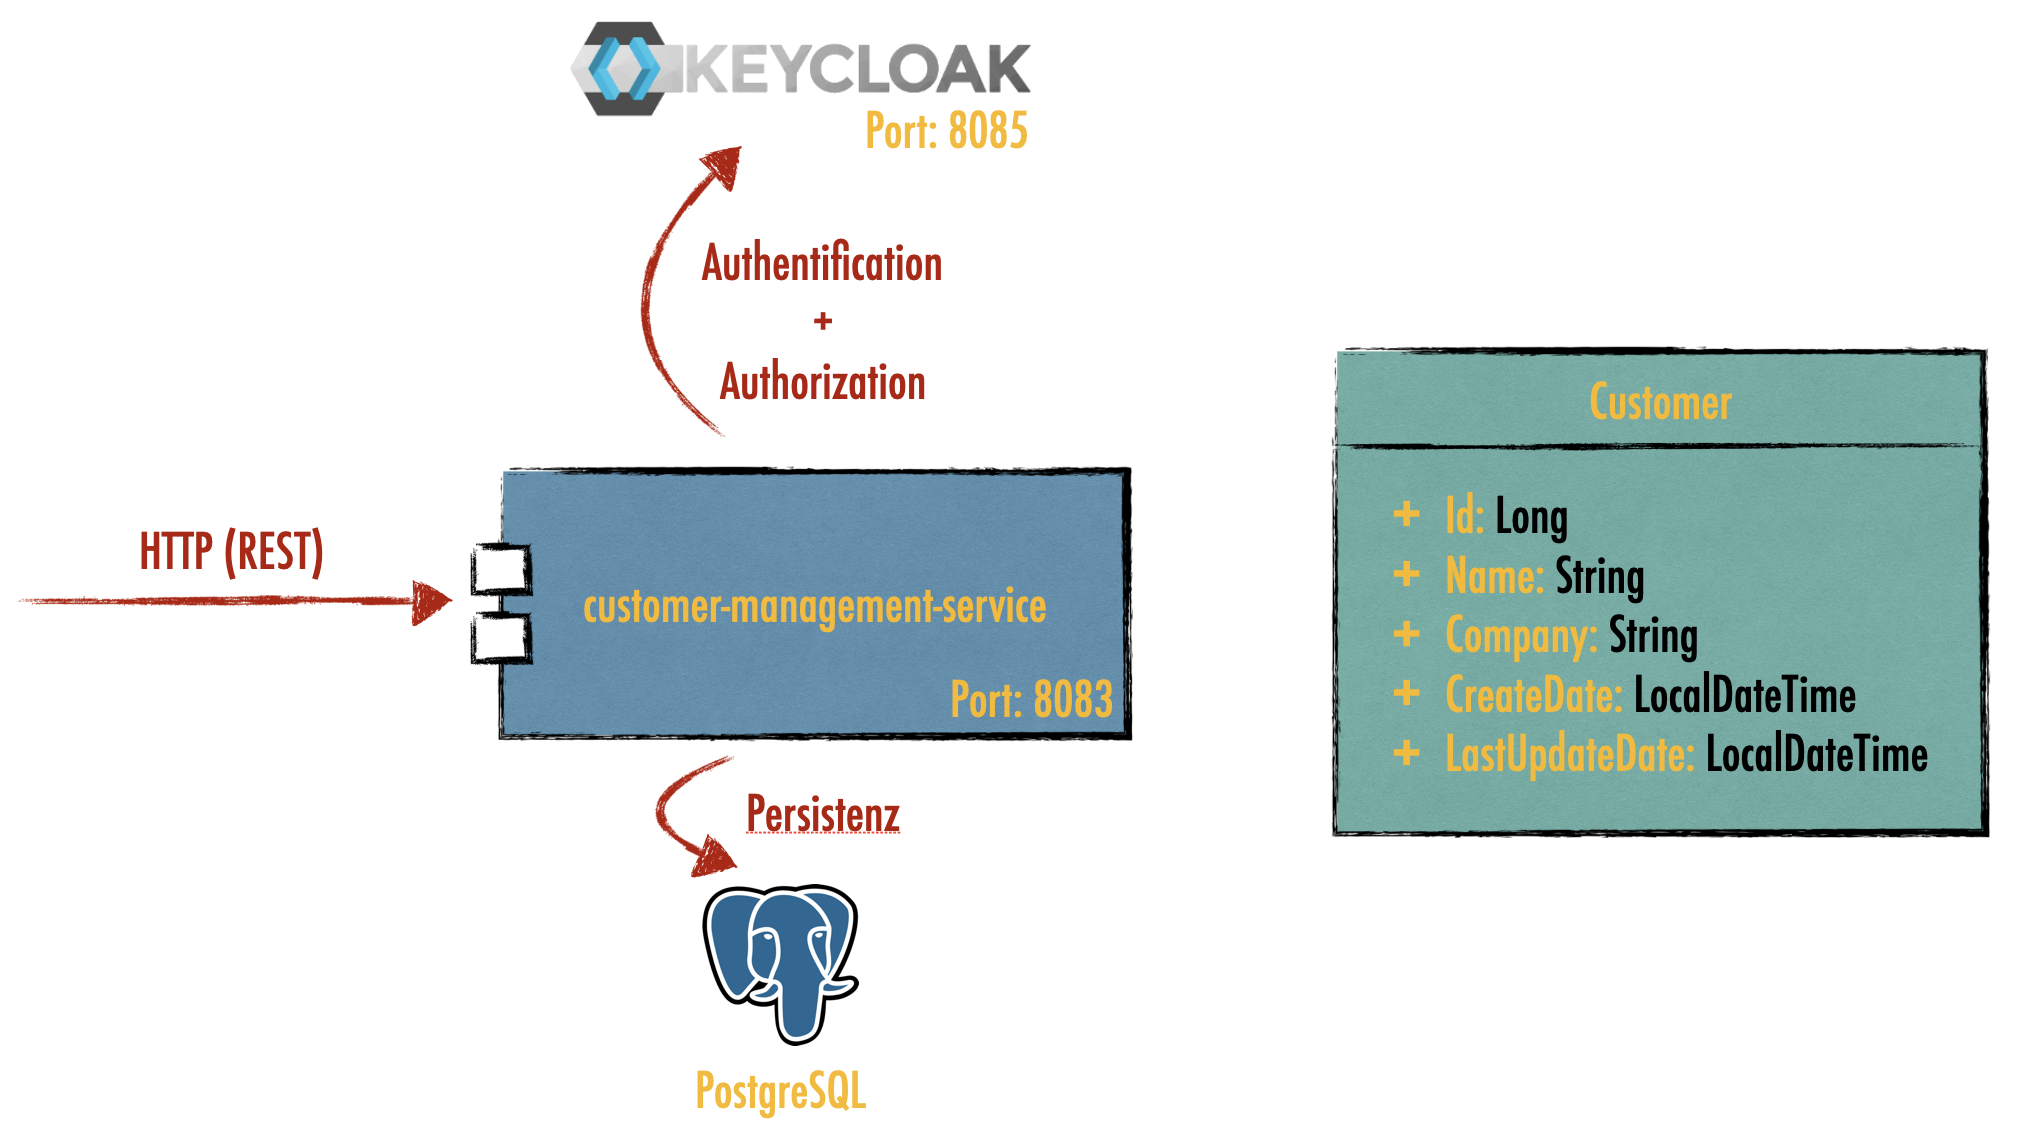 KEYCLOAK
Port: 8085
Authentification
+
Authorization
HTTP (REST)
customer-management-service
Port: 8083
Persistenz
PostgreSQL
Customer
+ Id: Long
+ Name: String
+ Company: String
+ CreateDate: LocalDateTime
+ LastUpdateDate: LocalDateTime